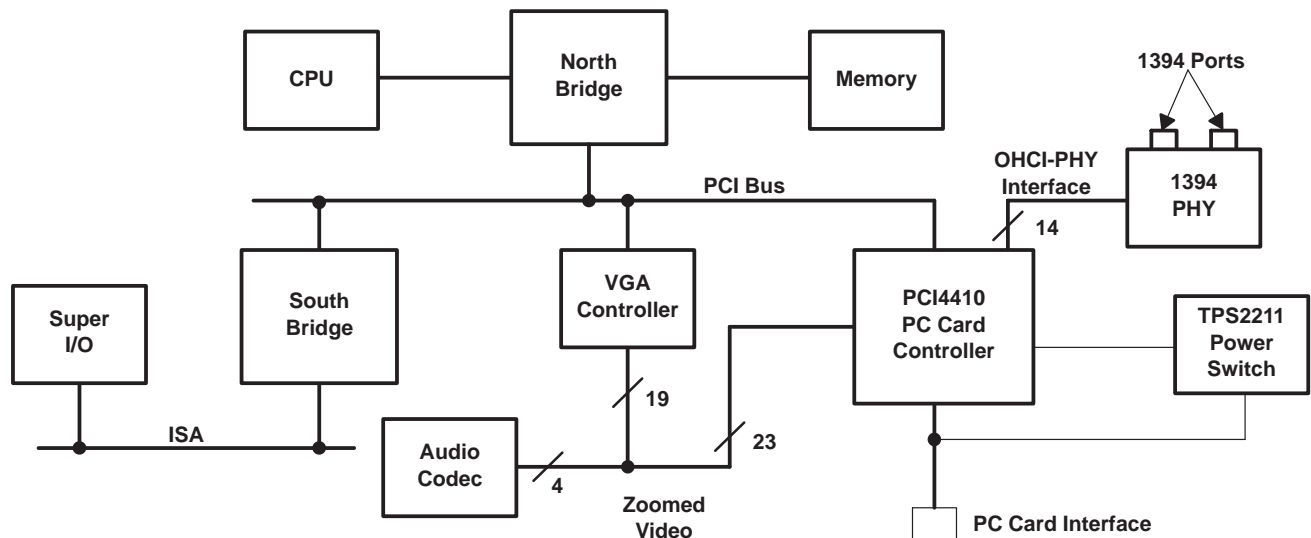 CPU
North
Bridge
Memory
1394 Ports
OHCI-PHY
Interface
1394
PHY
14
PCI Bus
Super
I/O
South
Bridge
VGA
Controller
PCI4410
PC Card
Controller
TPS2211
Power
Switch
19
ISA
Audio
Codec
4
23
Zoomed
Video
PC Card Interface